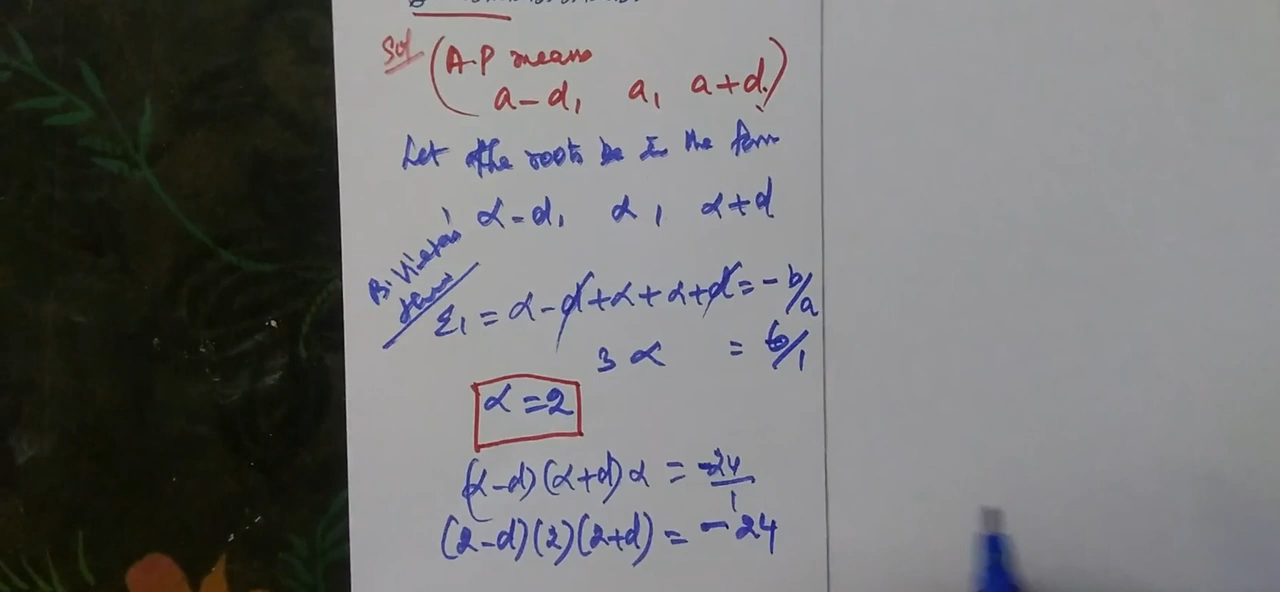 Sol (A.P means
a-d, a, a+d.)
Let the roots be in the form
α-d, α, α+d
By Vieta's
Σ₁ = α-d+α+α+d = -b/a
3α = 6/1
α=2
(α-d)(α+d)α = -24/1
(2-d)(2)(2+d) = -24